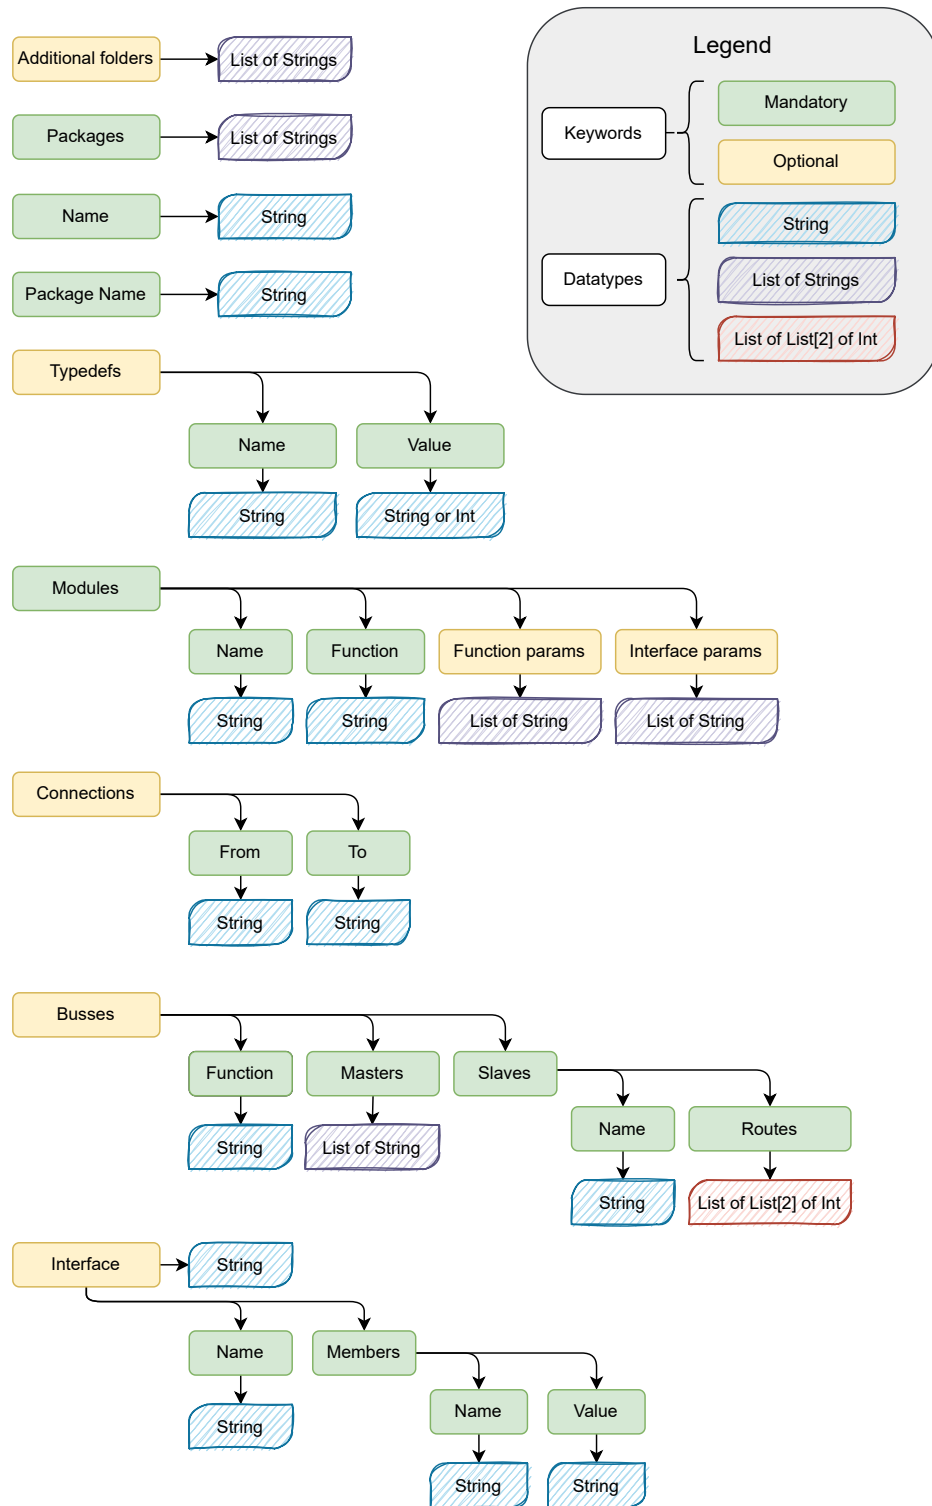 Legend
Keywords
Mandatory
Optional
Datatypes
String
List of Strings
List of List[2] of Int
Additional folders
List of Strings
Packages
List of Strings
Name
String
Package Name
String
Typedefs
Name
Value
String
String or Int
Modules
Name
Function
Function params
Interface params
String
String
List of String
List of String
Connections
From
To
String
String
Busses
Function
Masters
Slaves
String
List of String
Name
Routes
String
List of List[2] of Int
Interface
String
Name
Members
String
Name
Value
String
String